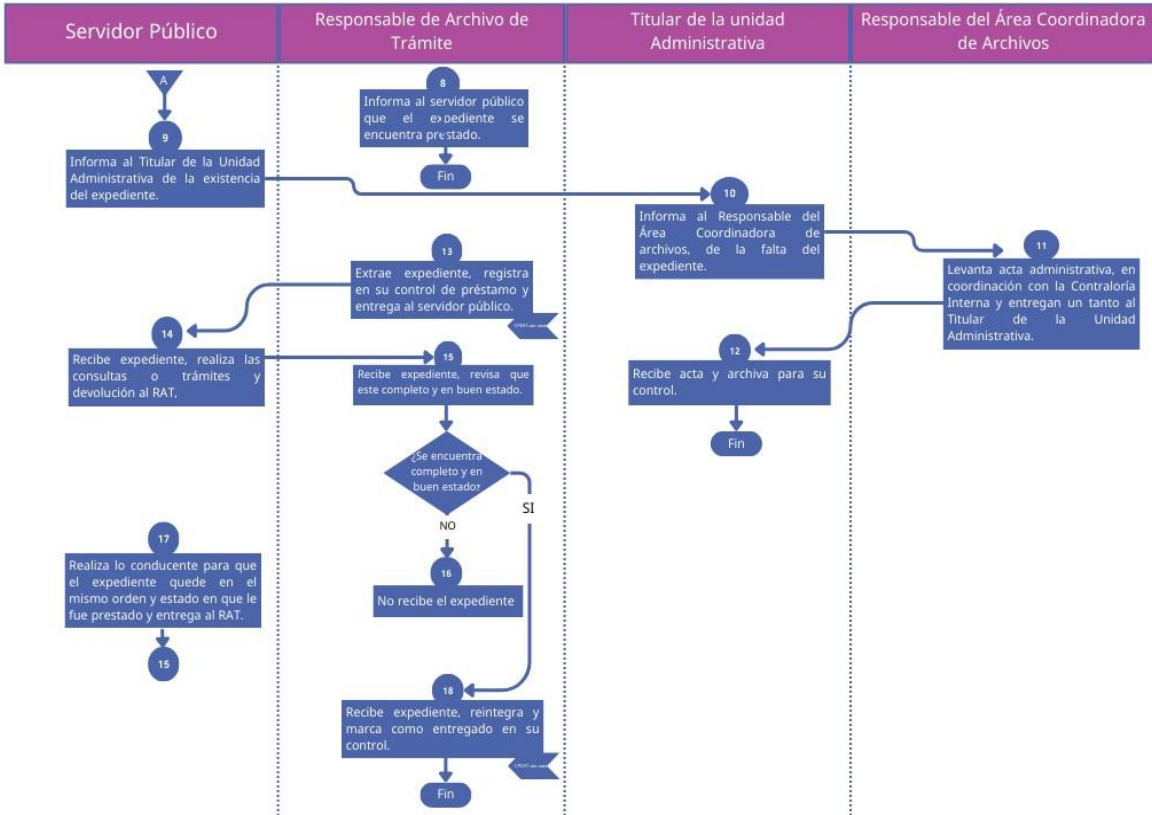 Servidor Público
Responsable de Archivo de
Trámite
Titular de la unidad
Administrativa
Responsable del Área Coordinadora
de Archivos
A
8
Informa al servidor público
que el expediente se
encuentra prestado.
Fin
9
Informa al Titular de la Unidad
Administrativa de la existencia
del expediente.
10
Informa al Responsable del
Área Coordinadora de
archivos, de la falta del
expediente.
11
Levanta acta administrativa, en
coordinación con la Contraloría
Interna y entregan un tanto al
Titular de la Unidad
Administrativa.
12
Recibe acta y archiva para su
control.
Fin
13
Extrae expediente, registra
en su control de préstamo y
entrega al servidor público.
14
Recibe expediente, realiza las
consultas o trámites y
devolución al RAT.
15
Recibe expediente, revisa que
este completo y en buen estado.
¿Se encuentra
completo y en
buen estado?
SI
NO
16
No recibe el expediente
17
Realiza lo conducente para que
el expediente quede en el
mismo orden y estado en que le
fue prestado y entrega al RAT.
15
18
Recibe expediente, reintegra y
marca como entregado en su
control.
Fin